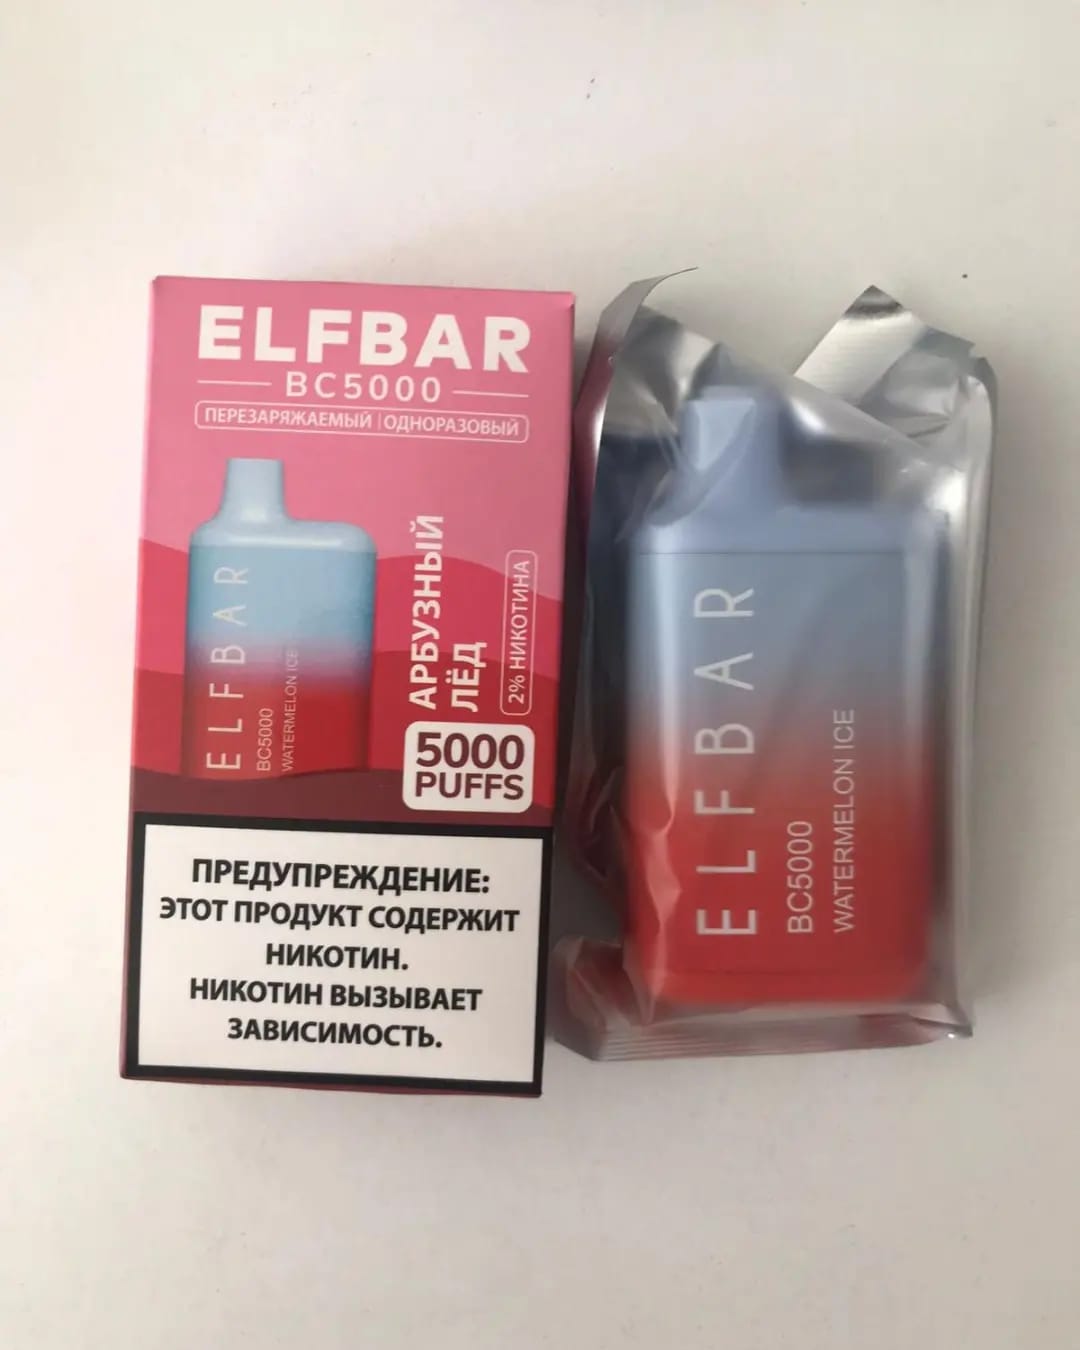 ELFBAR
BC5000
ПЕРЕЗАРЯЖАЕМЫЙ | ОДНОРАЗОВЫЙ
ELFBAR
BC5000
WATERMELON ICE
АРБУЗНЫЙ
ЛЁД
2% НИКОТИНА
5000
PUFFS
ПРЕДУПРЕЖДЕНИЕ:
ЭТОТ ПРОДУКТ СОДЕРЖИТ
НИКОТИН.
НИКОТИН ВЫЗЫВАЕТ
ЗАВИСИМОСТЬ.
ELFBAR
BC5000
WATERMELON ICE